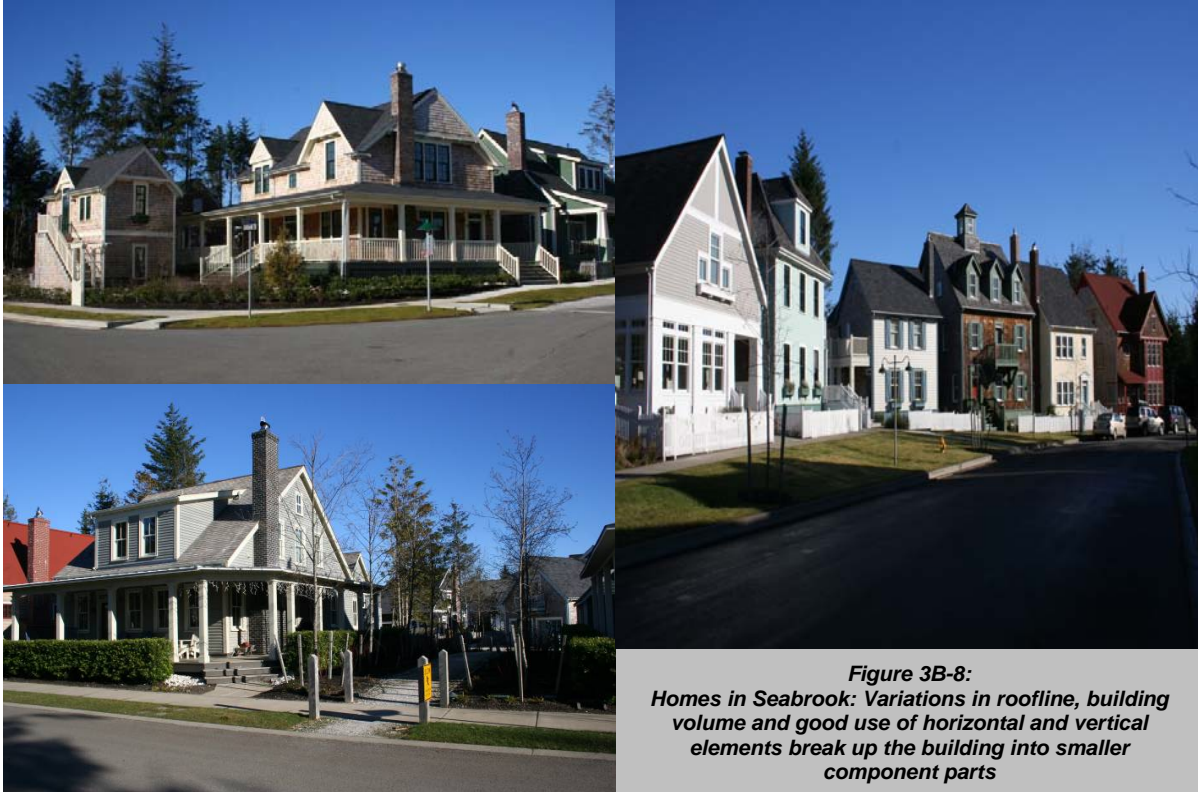 Figure 3B-8:
Homes in Seabrook: Variations in roofline, building
volume and good use of horizontal and vertical
elements break up the building into smaller
component parts